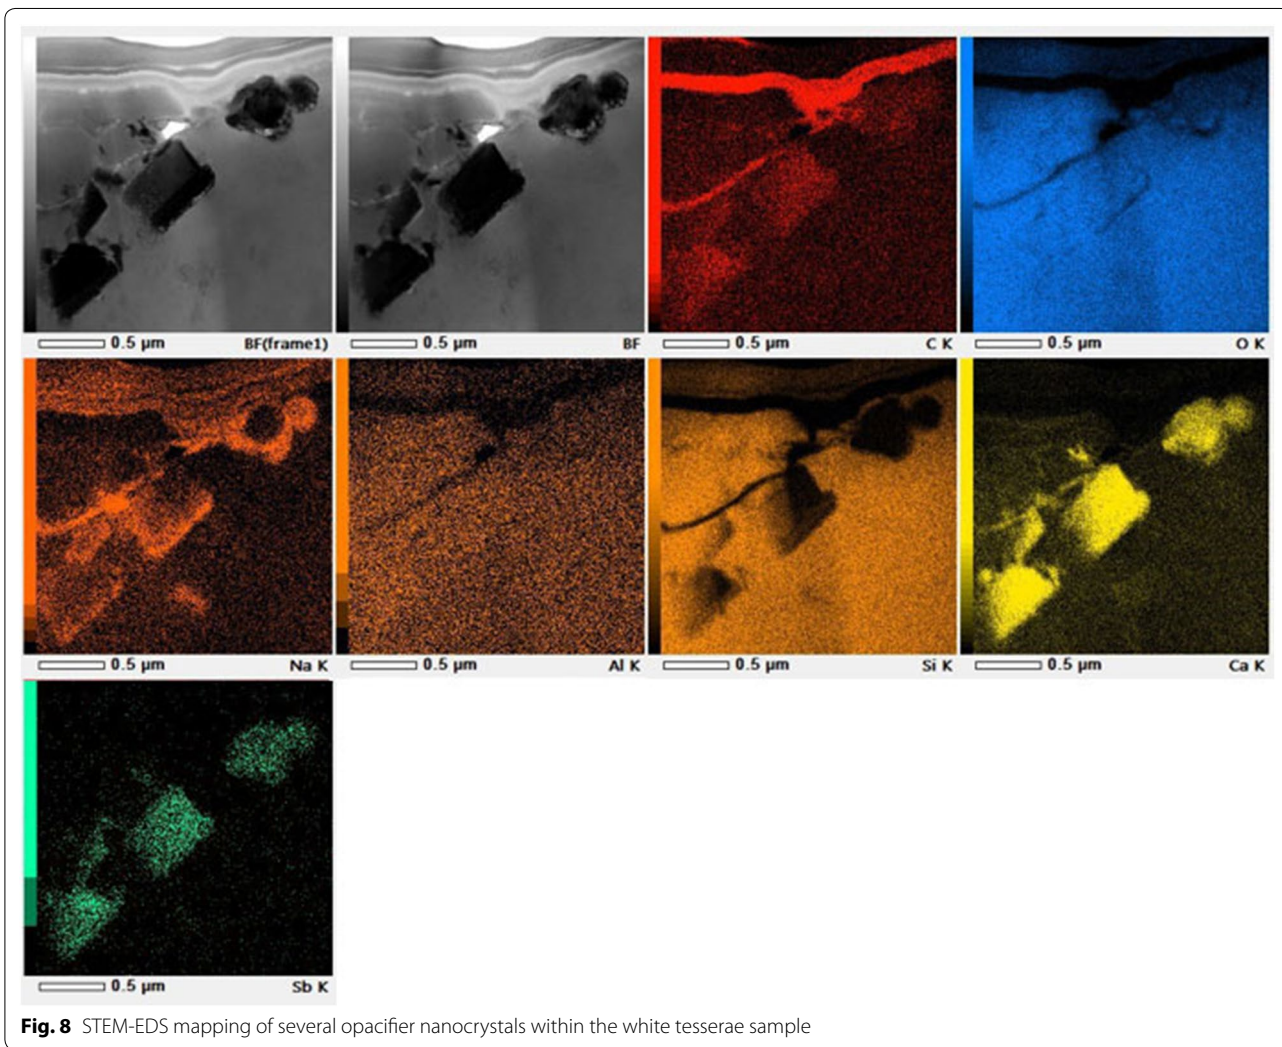 0.5 µm BF(frame1)
0.5 µm BF
0.5 µm C K
0.5 µm O K
0.5 µm Na K
0.5 µm Al K
0.5 µm Si K
0.5 µm Ca K
0.5 µm Sb K
Fig. 8 STEM-EDS mapping of several opacifier nanocrystals within the white tesserae sample